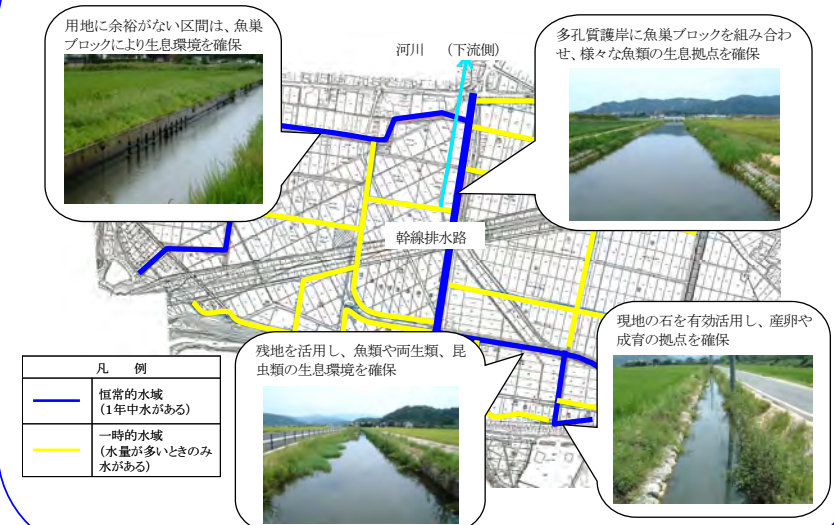 用地に余裕がない区間は、魚巣
ブロックにより生息環境を確保
河川 （下流側）
多孔質護岸に魚巣ブロックを組み合わ
せ、様々な魚類の生息拠点を確保
幹線排水路
残地を活用し、魚類や両生類、昆
虫類の生息環境を確保
現地の石を有効活用し、産卵や
成育の拠点を確保
凡 例
恒常的水域
（1年中水がある）
一時的水域
（水量が多いときのみ
水がある）